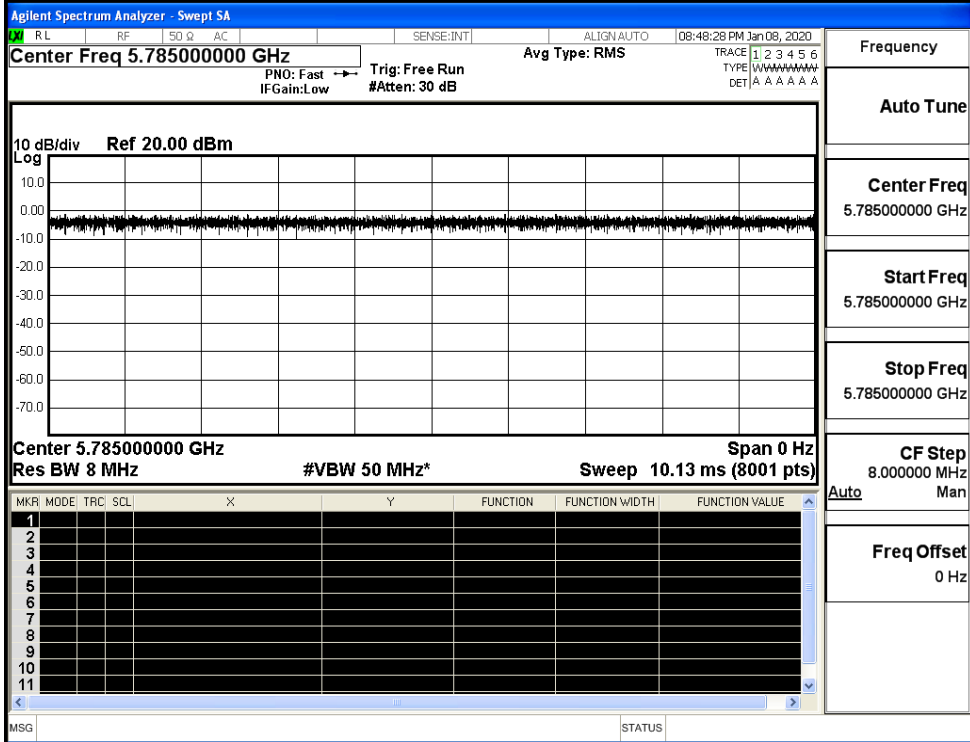 Agilent Spectrum Analyzer - Swept SA
LXI RL RF 50 Ω AC SENSE:INT ALIGN AUTO 08:48:28 PM Jan 08, 2020
Center Freq 5.785000000 GHz
PNO: Fast
IFGain:Low
Trig: Free Run
#Atten: 30 dB
Avg Type: RMS
TRACE 1 2 3 4 5 6
TYPE WWWWWW
DET A A A A A A
10 dB/div Ref 20.00 dBm
Log
10.0
0.00
-10.0
-20.0
-30.0
-40.0
-50.0
-60.0
-70.0
Center 5.785000000 GHz Span 0 Hz
Res BW 8 MHz #VBW 50 MHz* Sweep 10.13 ms (8001 pts)
MKR MODE TRC SCL X Y FUNCTION FUNCTION WIDTH FUNCTION VALUE
1
2
3
4
5
6
7
8
9
10
11
MSG STATUS
Frequency
Auto Tune
Center Freq
5.785000000 GHz
Start Freq
5.785000000 GHz
Stop Freq
5.785000000 GHz
CF Step
8.000000 MHz
Auto Man
Freq Offset
0 Hz